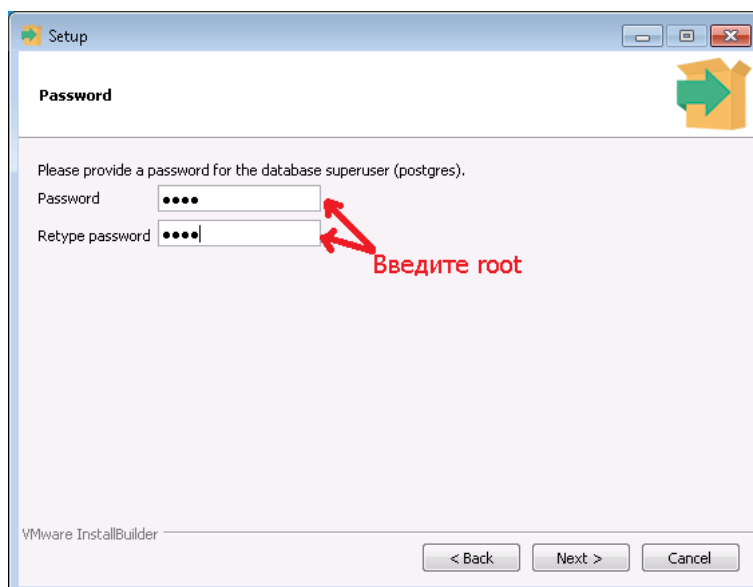 Setup
Password
Please provide a password for the database superuser (postgres).
Password ••••
Retype password ••••
Введите root
VMware InstallBuilder
< Back Next > Cancel